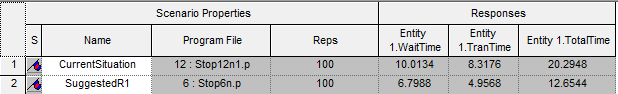 Scenario Properties Responses
S Name Program File Reps Entity 1.WaitTime Entity 1.TranTime Entity 1.TotalTime
1 CurrentSituation 12 : Stop12n1.p 100 10.0134 8.3176 20.2948
2 SuggestedR1 6 : Stop6n.p 100 6.7988 4.9568 12.6544